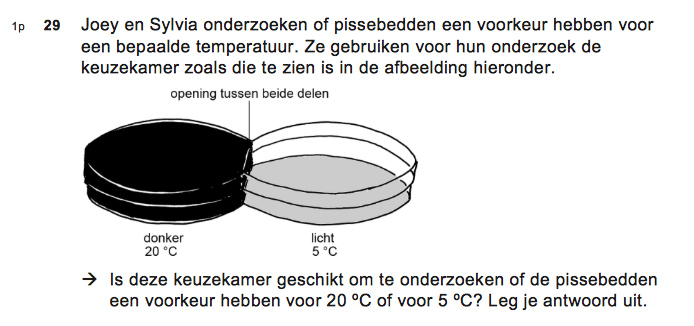 1p 29 Joey en Sylvia onderzoeken of pissebedden een voorkeur hebben voor
een bepaalde temperatuur. Ze gebruiken voor hun onderzoek de
keuzekamer zoals die te zien is in de afbeelding hieronder.
opening tussen beide delen
donker
20 °C
licht
5 °C
→ Is deze keuzekamer geschikt om te onderzoeken of de pissebedden
een voorkeur hebben voor 20 ºC of voor 5 ºC? Leg je antwoord uit.